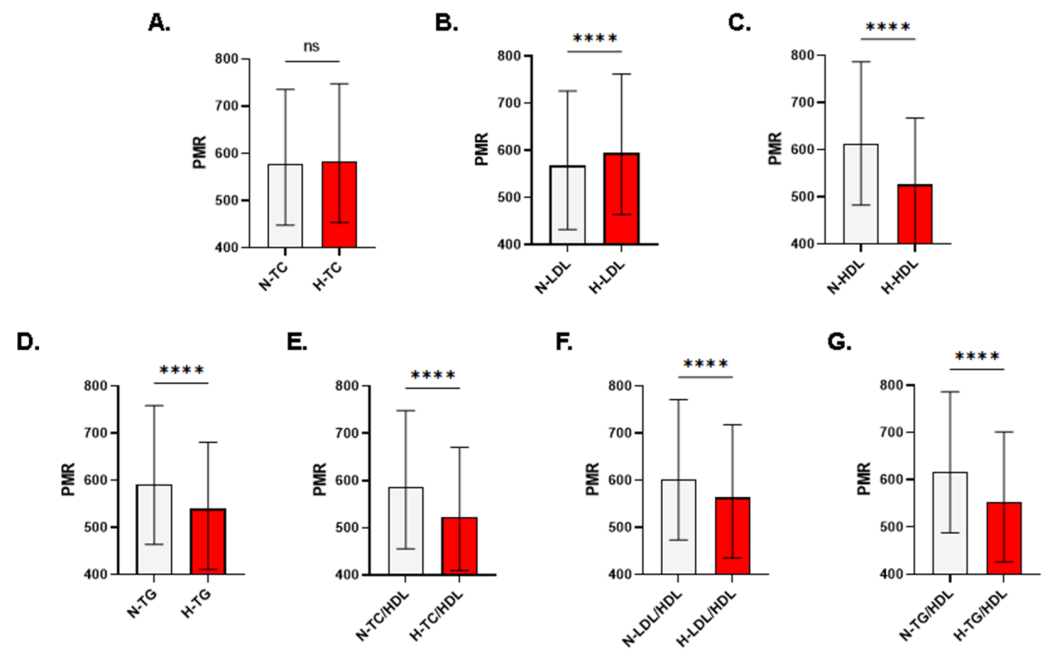 A.
ns
PMR
800
700
600
500
400
N-TC
H-TC
B.
****
PMR
800
700
600
500
400
N-LDL
H-LDL
C.
****
PMR
800
700
600
500
400
N-HDL
H-HDL
D.
****
PMR
800
700
600
500
400
N-TG
H-TG
E.
****
PMR
800
700
600
500
400
N-TC/HDL
H-TC/HDL
F.
****
PMR
800
700
600
500
400
N-LDL/HDL
H-LDL/HDL
G.
****
PMR
800
700
600
500
400
N-TG/HDL
H-TG/HDL